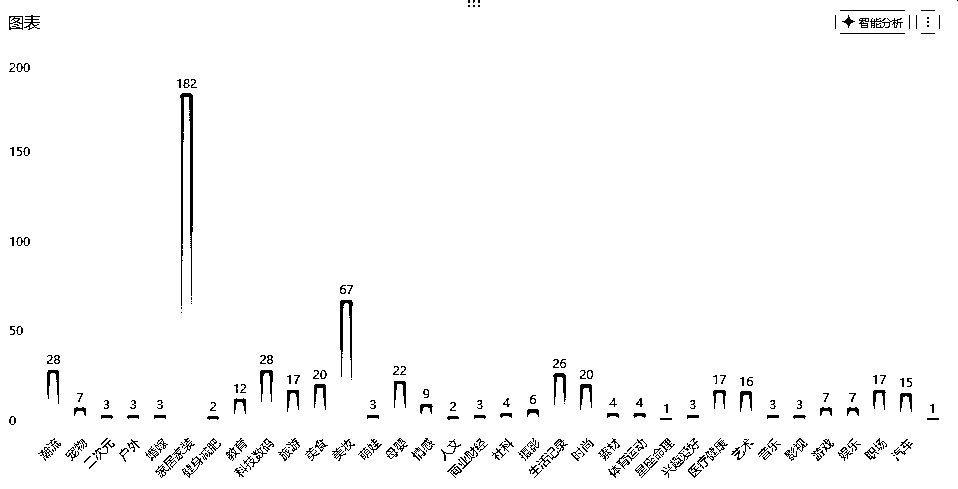 图表
智能分析
200
150
100
50
0
28
7
3
3
3
182
2
12
28
17
20
67
3
22
9
2
3
4
6
26
20
4
4
1
3
17
16
3
3
7
7
17
15
1
潮流
宠物
二次元
户外
婚嫁
家居家装
健身减肥
教育
科技数码
旅游
美食
美妆
萌娃
母婴
情感
人文
商业财经
社科
摄影
生活记录
时尚
素材
体育运动
星座命理
兴趣爱好
医疗健康
艺术
音乐
影视
游戏
娱乐
职场
汽车